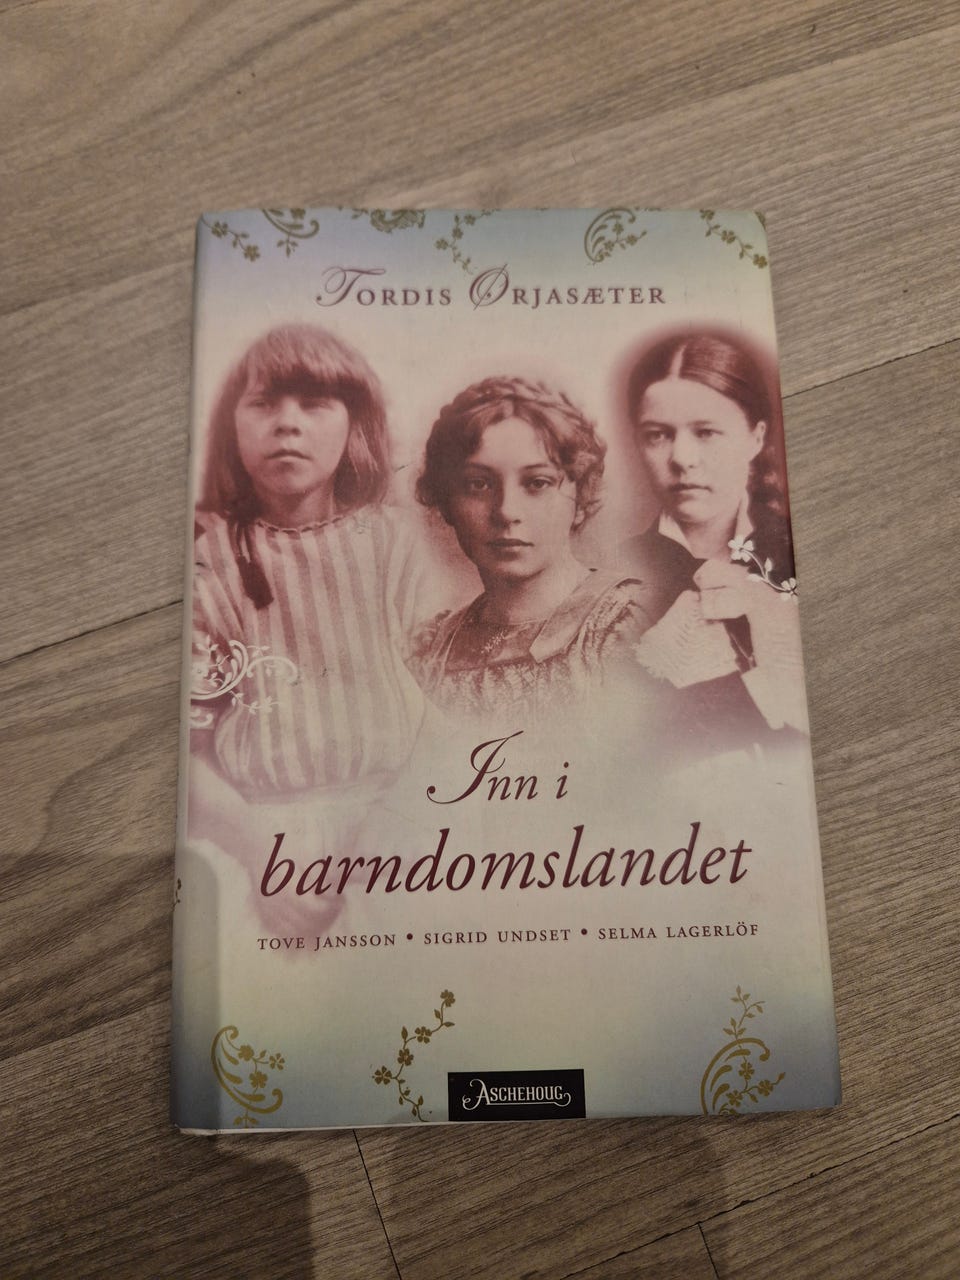 Tordis Ørjasæter
Inn i
barndomslandet
TOVE JANSSON • SIGRID UNDSET • SELMA LAGERLÖF
ASCHEHOUG